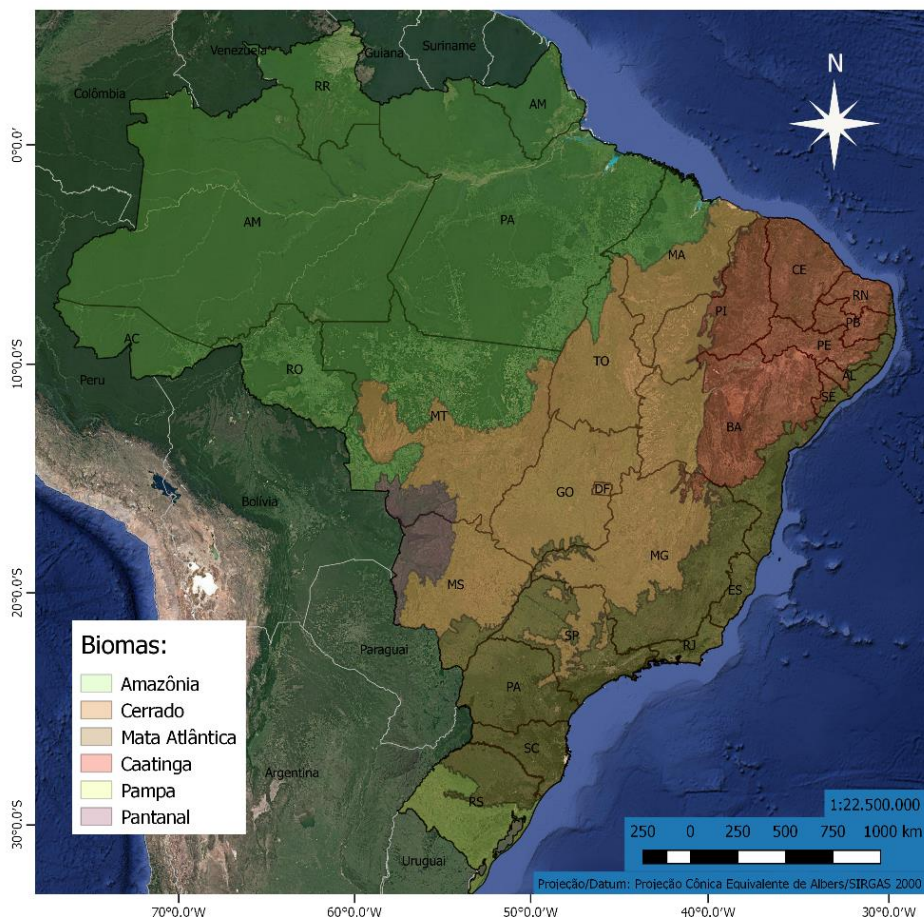 Venezuela
Guiana
Suriname
Colômbia
RR
AM
N
0°0.0'
AM
PA
MA
CE
RN
PI
PB
PE
AC
TO
AL
SE
10°0.0'S
Peru
RO
MT
BA
Bolívia
GO
DF
MG
20°0.0'S
MS
ES
SP
RJ
Paraguai
PA
SC
Argentina
RS
30°0.0'S
Uruguai
Biomas:
Amazônia
Cerrado
Mata Atlântica
Caatinga
Pampa
Pantanal
1:22.500.000
250 0 250 500 750 1000 km
Projeção/Datum: Projeção Cônica Equivalente de Albers/SIRGAS 2000
70°0.0'W 60°0.0'W 50°0.0'W 40°0.0'W 30°0.0'W